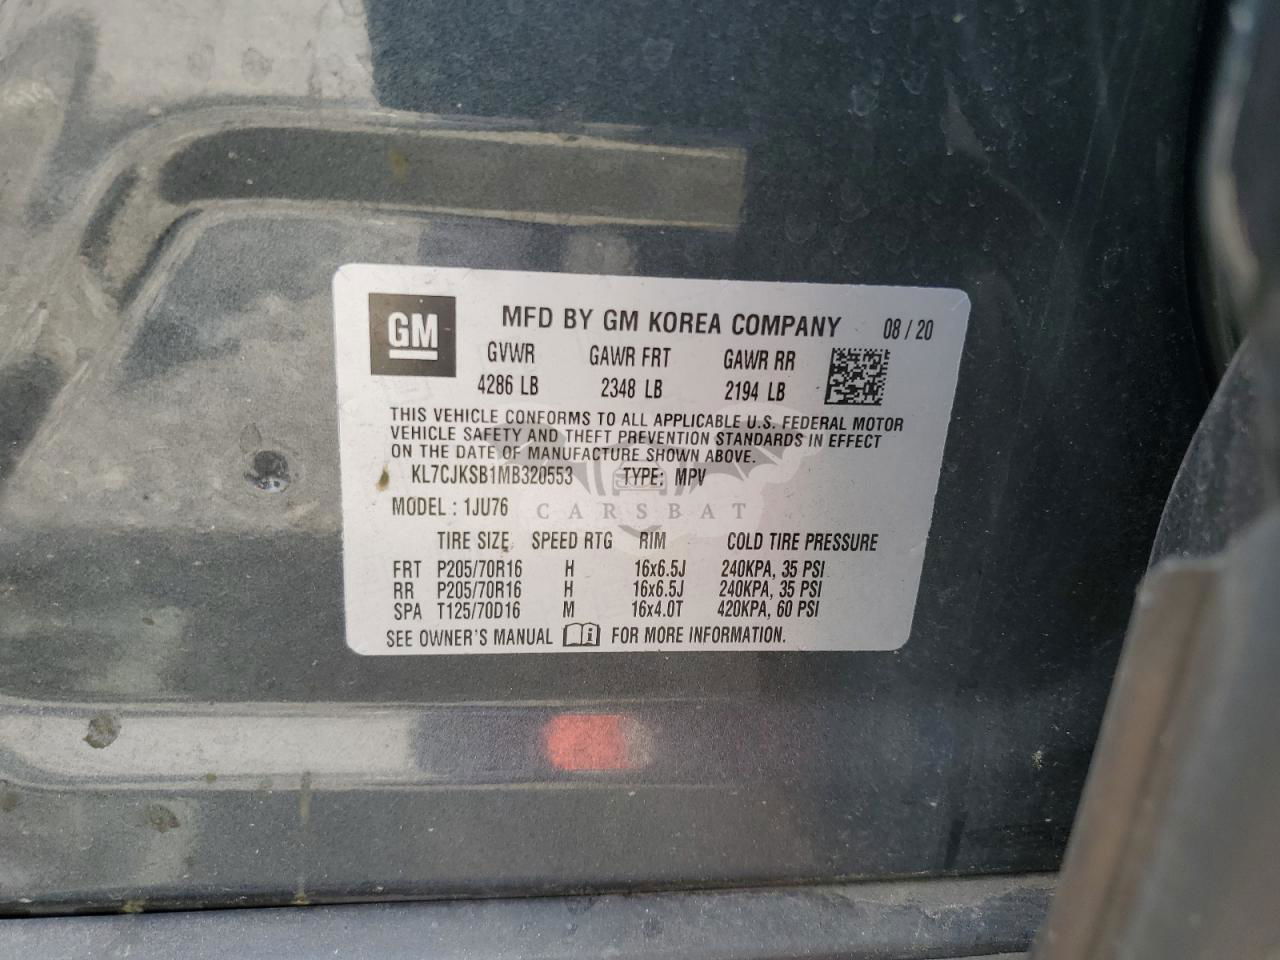 GM MFD BY GM KOREA COMPANY 08 / 20
GVWR GAWR FRT GAWR RR
4286 LB 2348 LB 2194 LB
THIS VEHICLE CONFORMS TO ALL APPLICABLE U.S. FEDERAL MOTOR
VEHICLE SAFETY AND THEFT PREVENTION STANDARDS IN EFFECT
ON THE DATE OF MANUFACTURE SHOWN ABOVE.
KL7CJKSB1MB320553 TYPE: MPV
MODEL : 1JU76
CARSBAT
TIRE SIZE SPEED RTG RIM COLD TIRE PRESSURE
FRT P205/70R16 H 16x6.5J 240KPA, 35 PSI
RR P205/70R16 H 16x6.5J 240KPA, 35 PSI
SPA T125/70D16 M 16x4.0T 420KPA, 60 PSI
SEE OWNER'S MANUAL i FOR MORE INFORMATION.